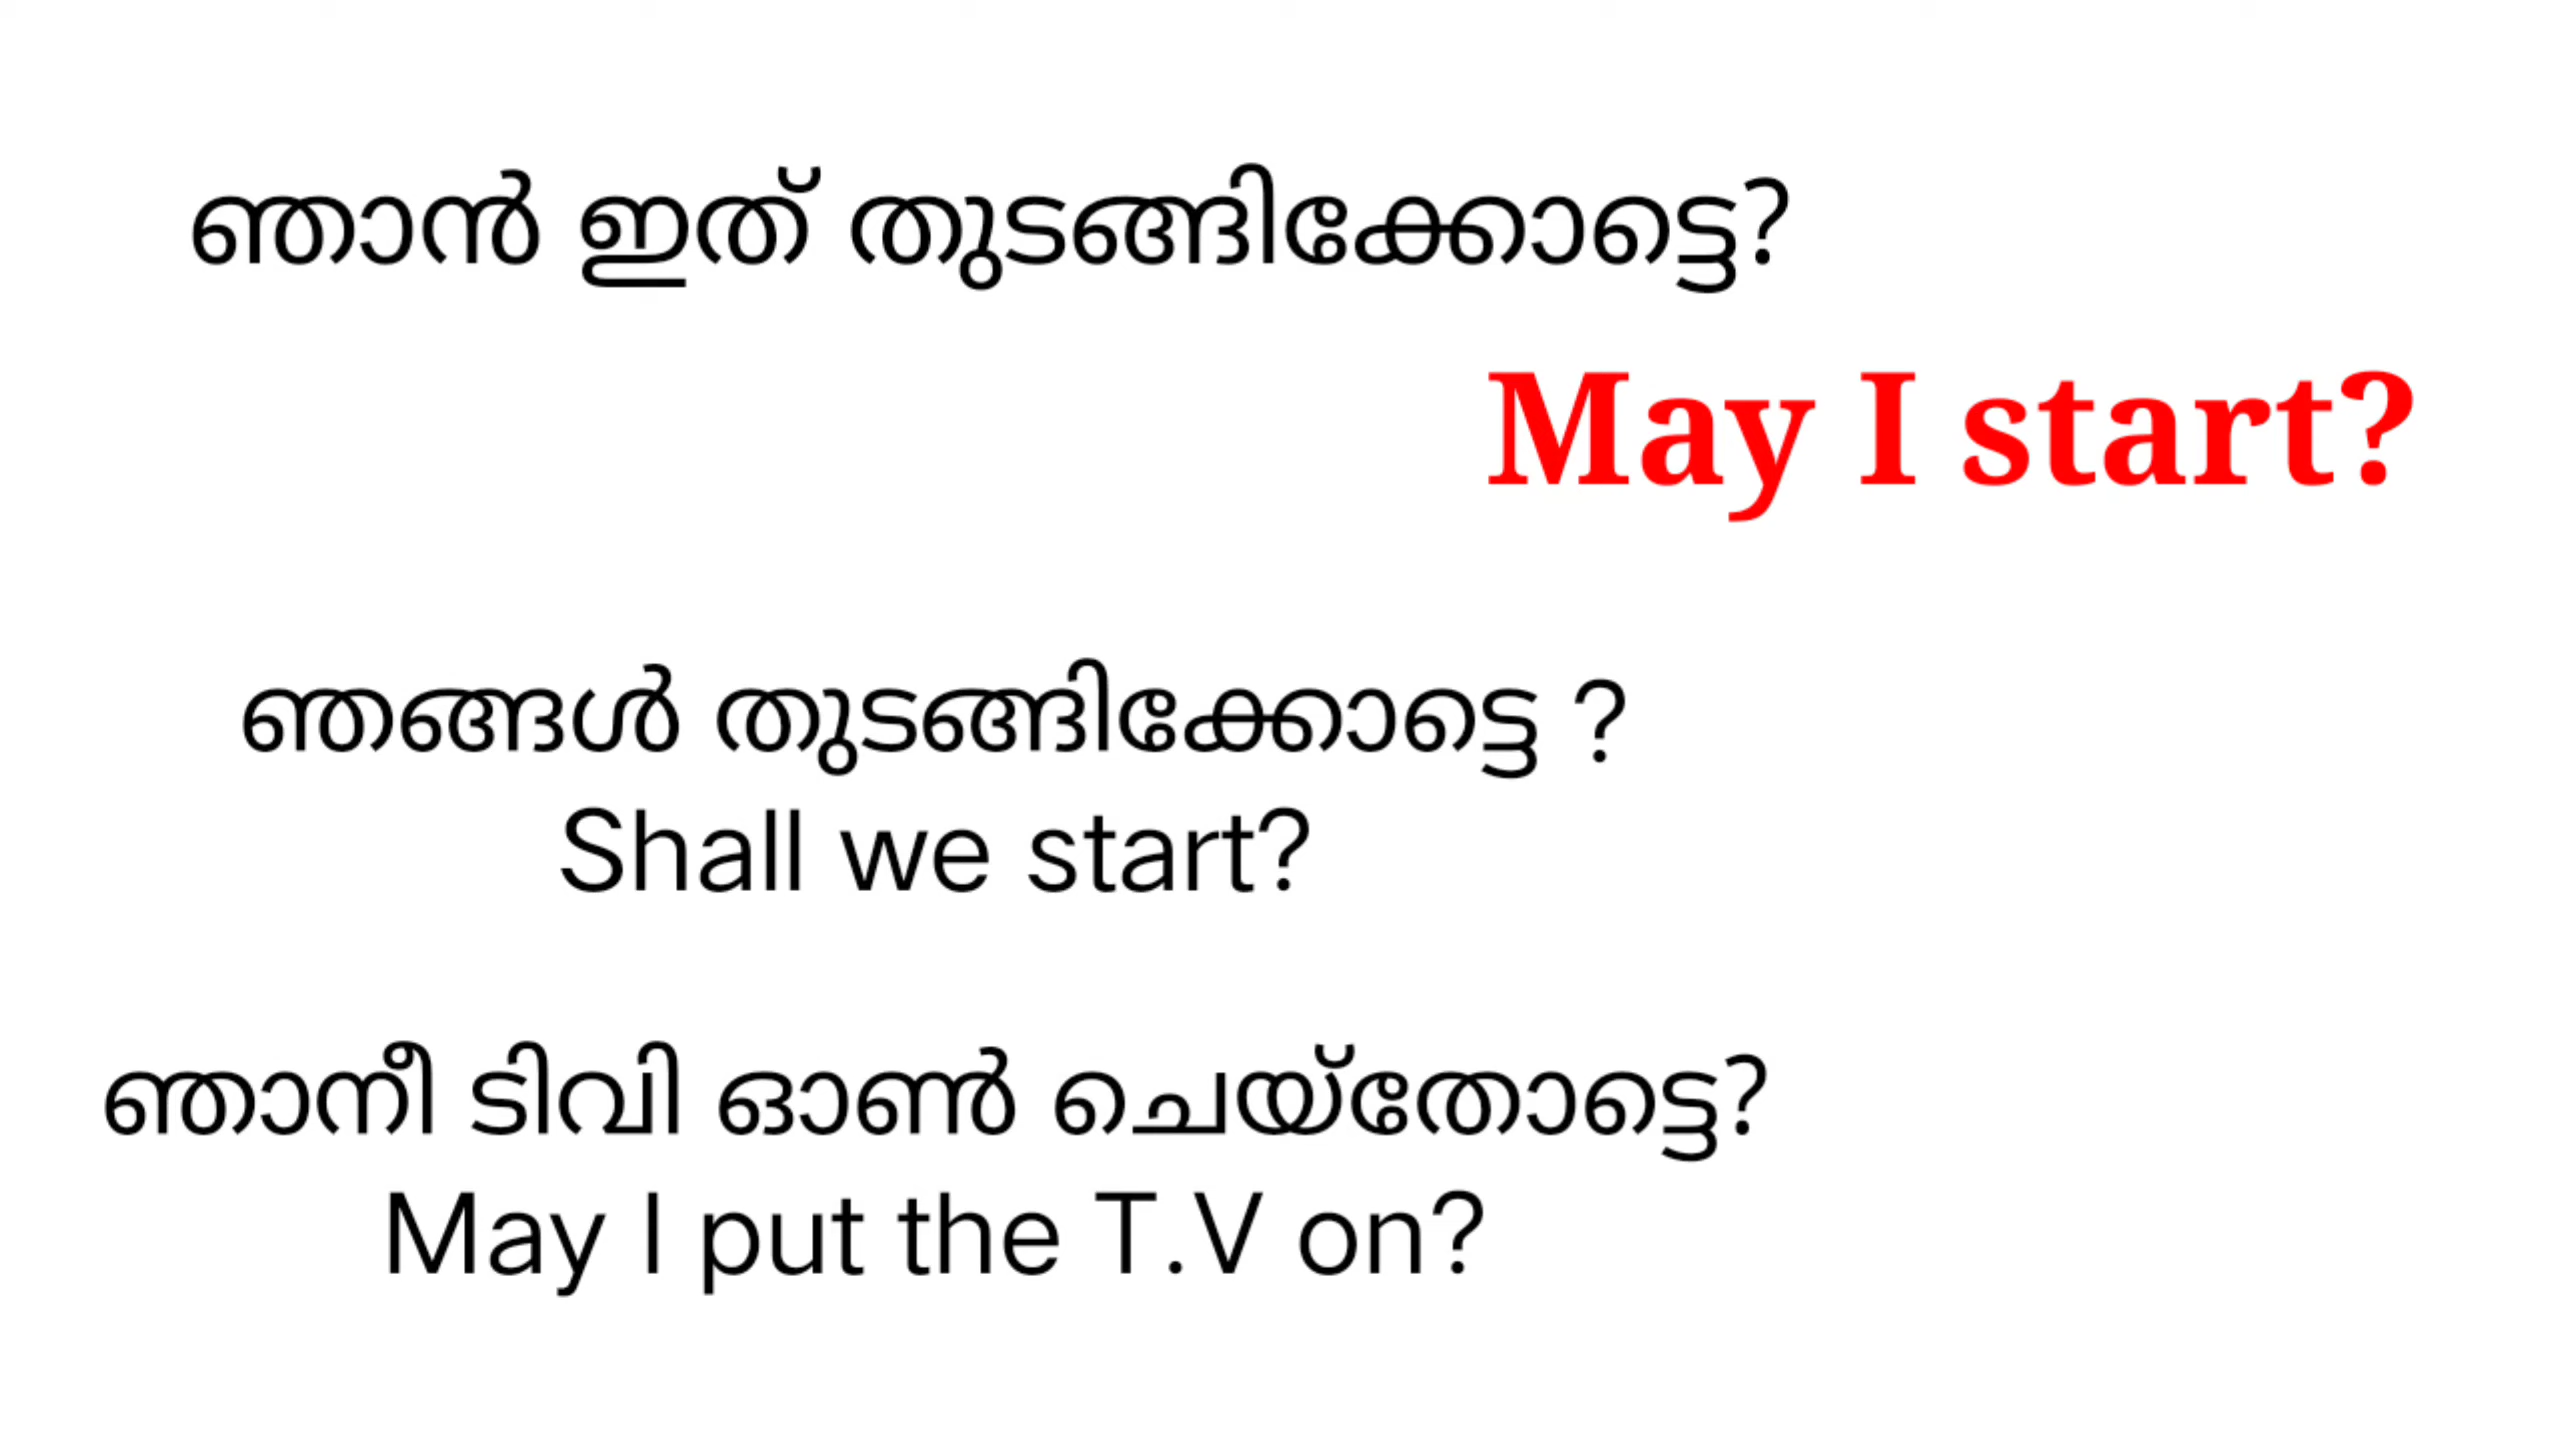 ഞാൻ ഇത് തുടങ്ങിക്കോട്ടെ?
May I start?
ഞങ്ങൾ തുടങ്ങിക്കോട്ടെ ?
Shall we start?
ഞാനീ ടിവി ഓൺ ചെയ്തോട്ടെ?
May I put the T.V on?